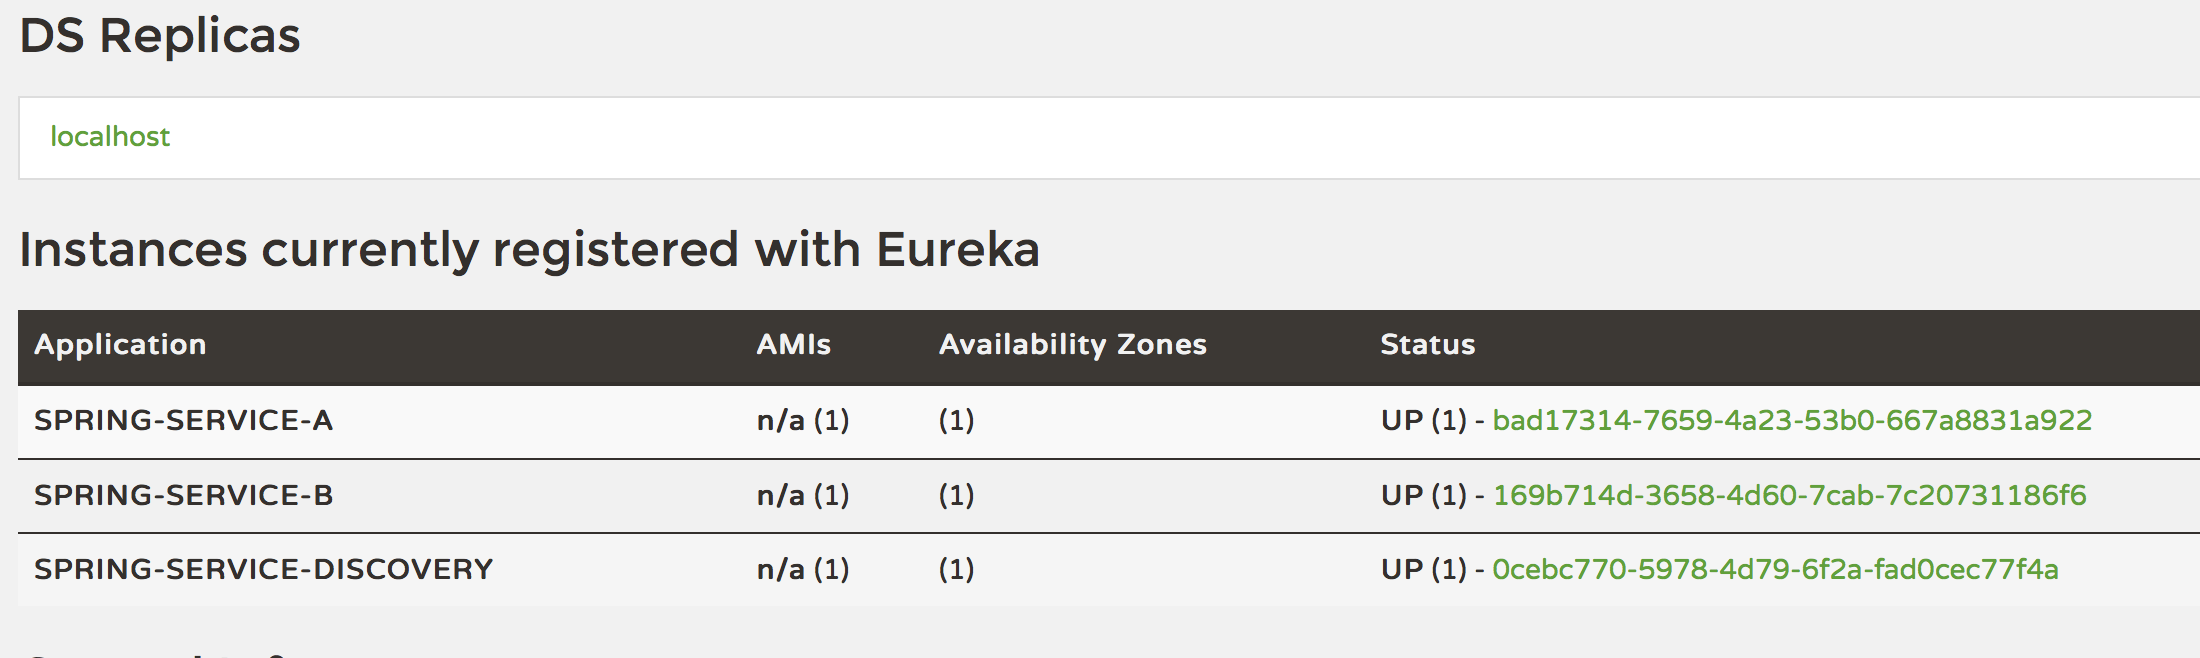 DS Replicas
localhost
Instances currently registered with Eureka
Application AMIs Availability Zones Status
SPRING-SERVICE-A n/a (1) (1) UP (1) - bad17314-7659-4a23-53b0-667a8831a922
SPRING-SERVICE-B n/a (1) (1) UP (1) - 169b714d-3658-4d60-7cab-7c20731186f6
SPRING-SERVICE-DISCOVERY n/a (1) (1) UP (1) - 0cebc770-5978-4d79-6f2a-fad0cec77f4a